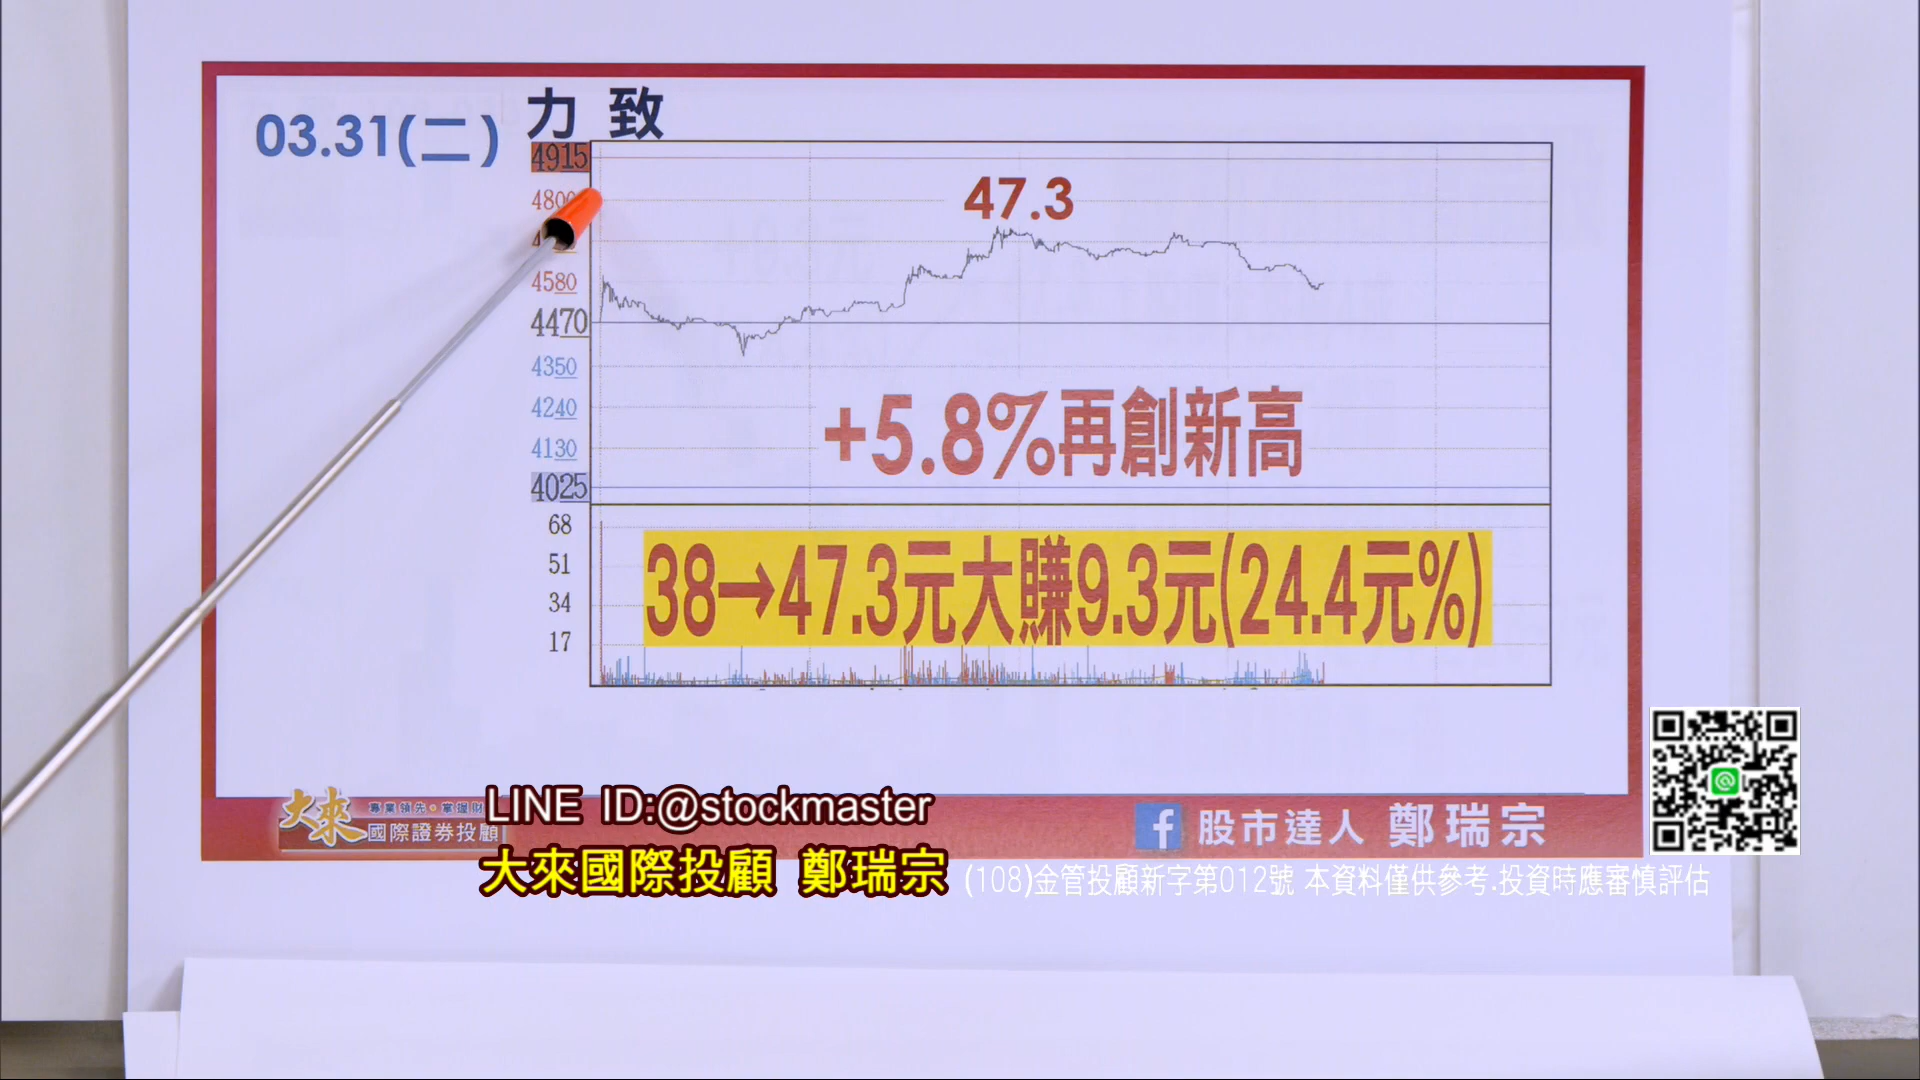 03.31(二)
力 致
4915
4580
4470
4350
4240
4130
4025
68
51
34
17
47.3
+5.8%再創新高
38→47.3元大賺9.3元(24.4元%)
大來
國際證券投顧
股市達人 鄭瑞宗
LINE ID:@stockmaster
大來國際投顧 鄭瑞宗
(108)金管投顧新字第012號 本資料僅供參考.投資時應審慎評估